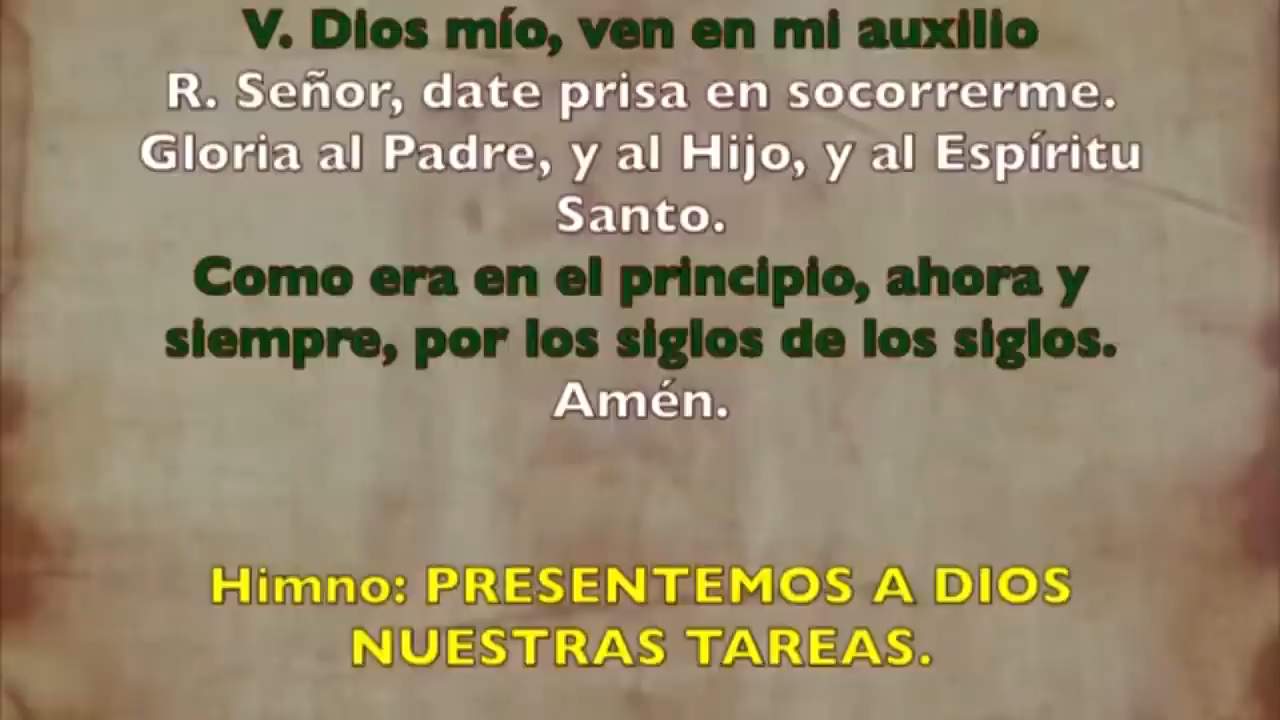 V. Dios mío, ven en mi auxilio
R. Señor, date prisa en socorrerme.
Gloria al Padre, y al Hijo, y al Espíritu
Santo.
Como era en el principio, ahora y
siempre, por los siglos de los siglos.
Amén.
Himno: PRESENTEMOS A DIOS
NUESTRAS TAREAS.